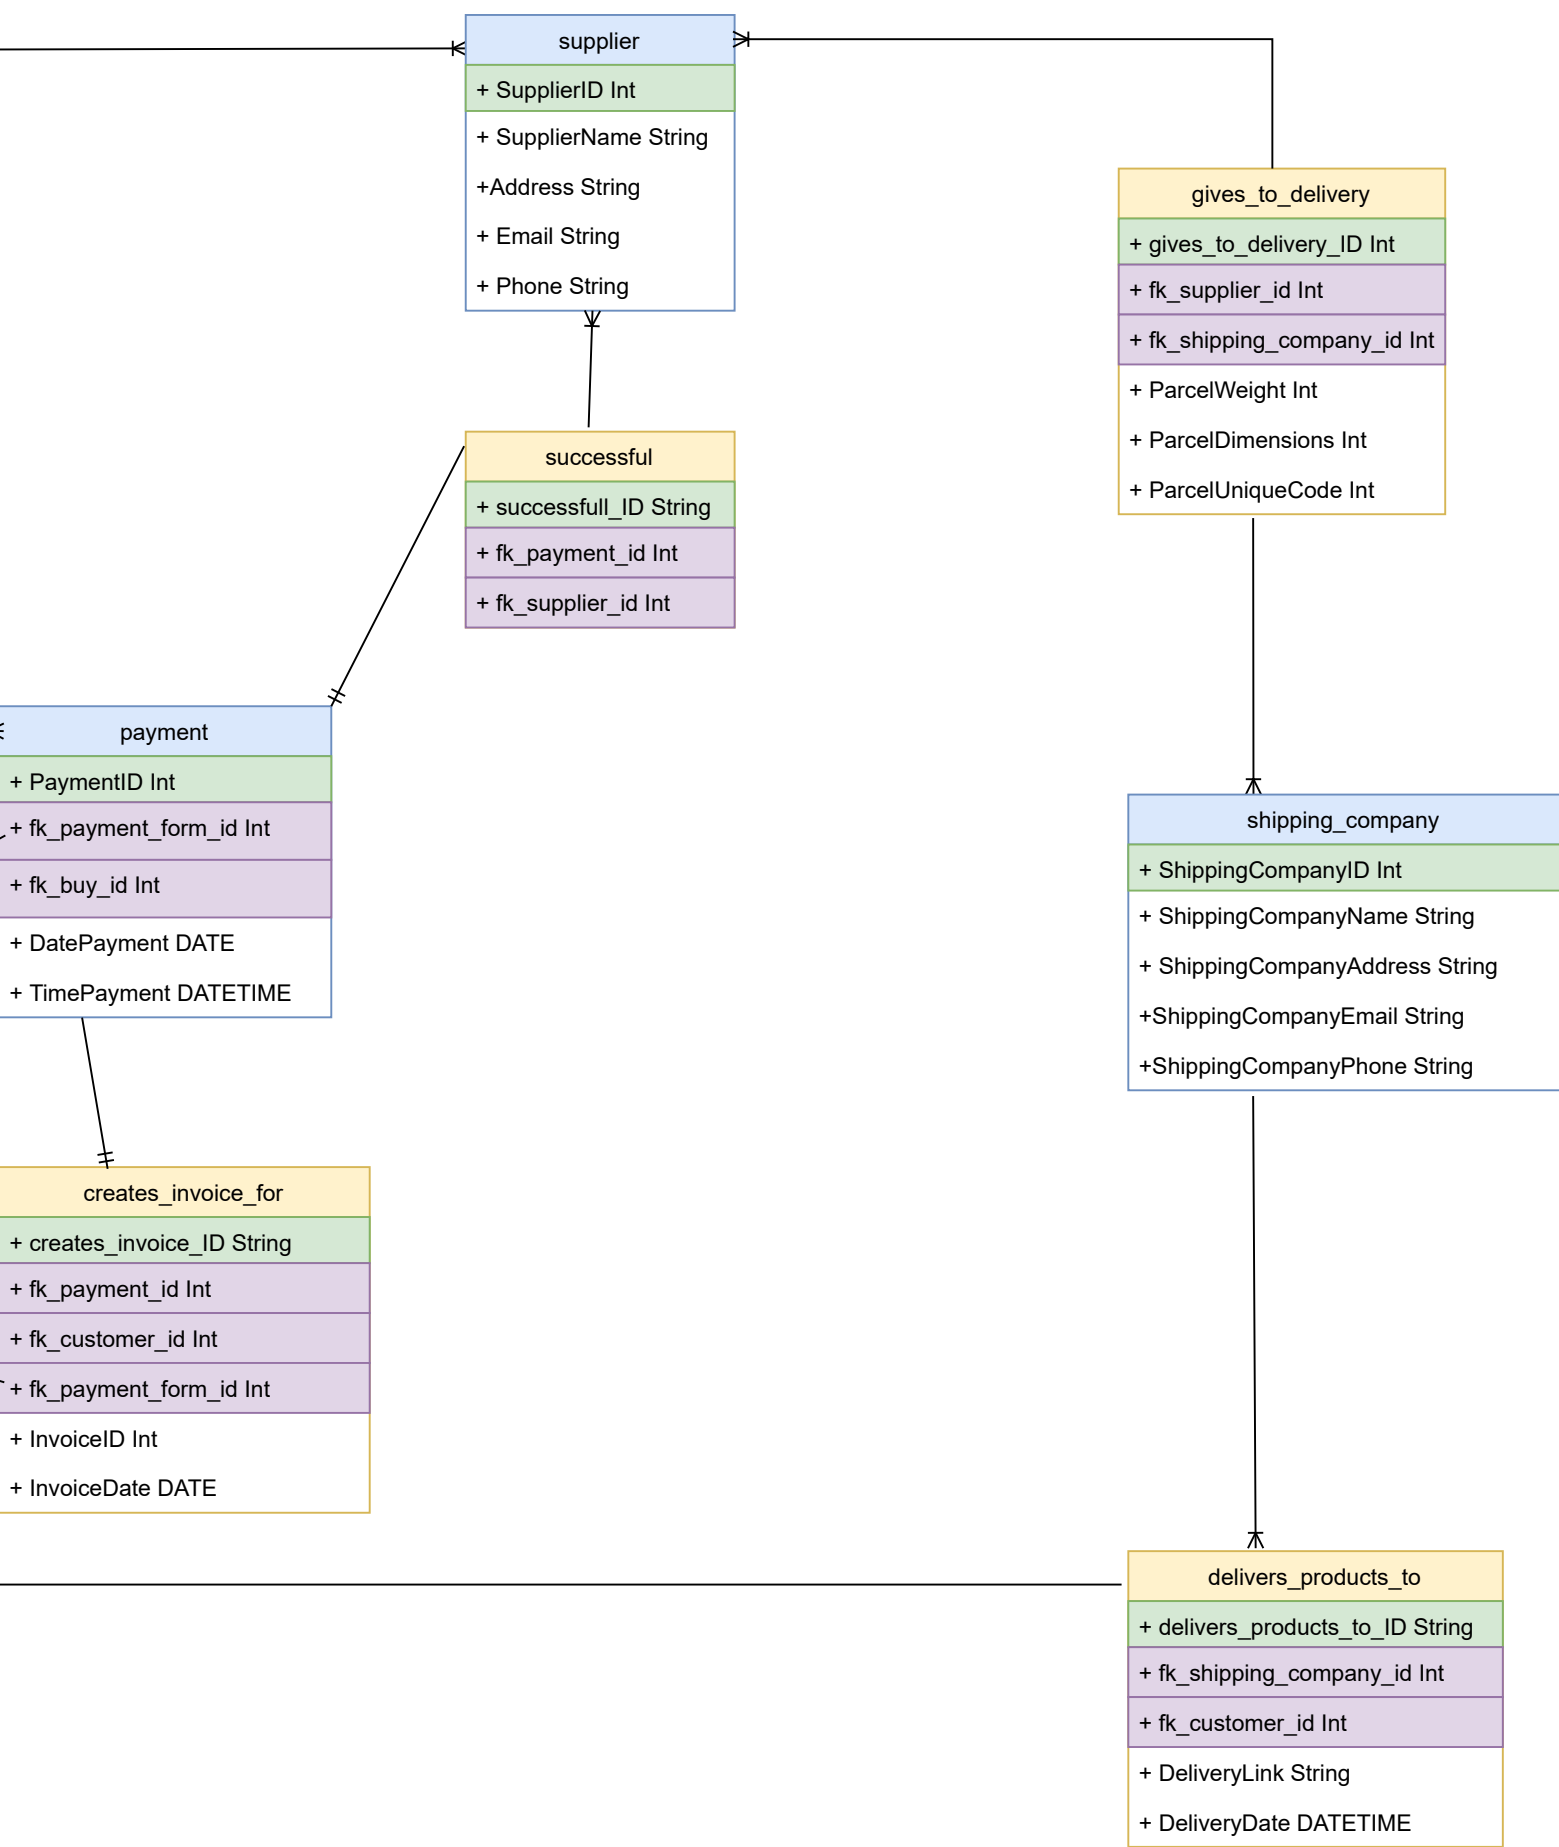 supplier
+ SupplierID Int
+ SupplierName String
+Address String
+ Email String
+ Phone String
gives_to_delivery
+ gives_to_delivery_ID Int
+ fk_supplier_id Int
+ fk_shipping_company_id Int
+ ParcelWeight Int
+ ParcelDimensions Int
+ ParcelUniqueCode Int
successful
+ successfull_ID String
+ fk_payment_id Int
+ fk_supplier_id Int
payment
+ PaymentID Int
+ fk_payment_form_id Int
+ fk_buy_id Int
+ DatePayment DATE
+ TimePayment DATETIME
shipping_company
+ ShippingCompanyID Int
+ ShippingCompanyName String
+ ShippingCompanyAddress String
+ShippingCompanyEmail String
+ShippingCompanyPhone String
creates_invoice_for
+ creates_invoice_ID String
+ fk_payment_id Int
+ fk_customer_id Int
+ fk_payment_form_id Int
+ InvoiceID Int
+ InvoiceDate DATE
delivers_products_to
+ delivers_products_to_ID String
+ fk_shipping_company_id Int
+ fk_customer_id Int
+ DeliveryLink String
+ DeliveryDate DATETIME